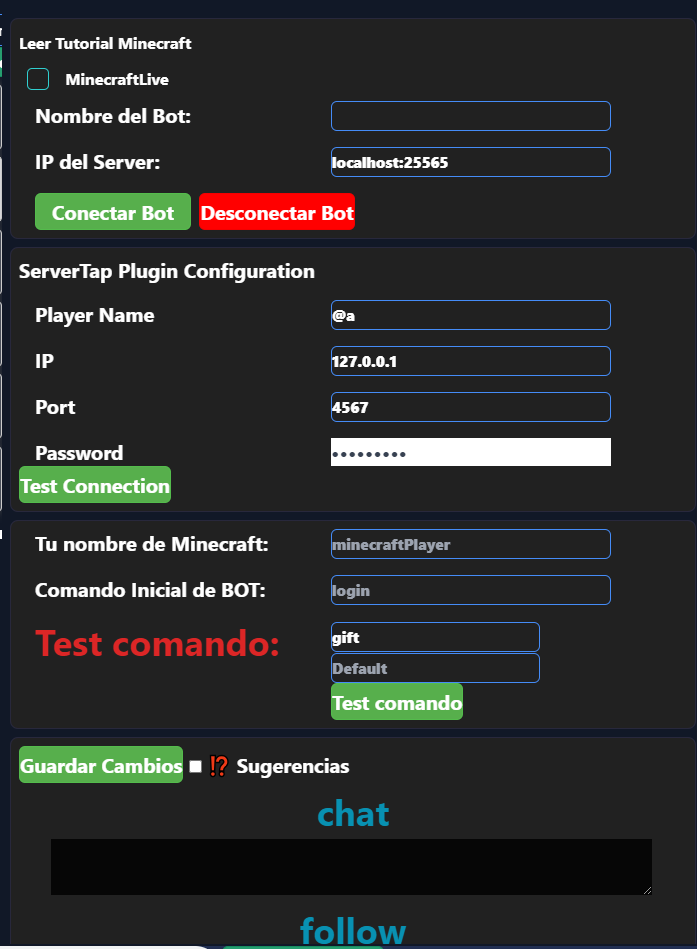 Leer Tutorial Minecraft
MinecraftLive
Nombre del Bot:
IP del Server: localhost:25565
Conectar Bot Desconectar Bot
ServerTap Plugin Configuration
Player Name @a
IP 127.0.0.1
Port 4567
Password •••••••••
Test Connection
Tu nombre de Minecraft: minecraftPlayer
Comando Inicial de BOT: login
Test comando: gift
Default
Test comando
Guardar Cambios ⁉ Sugerencias
chat
follow